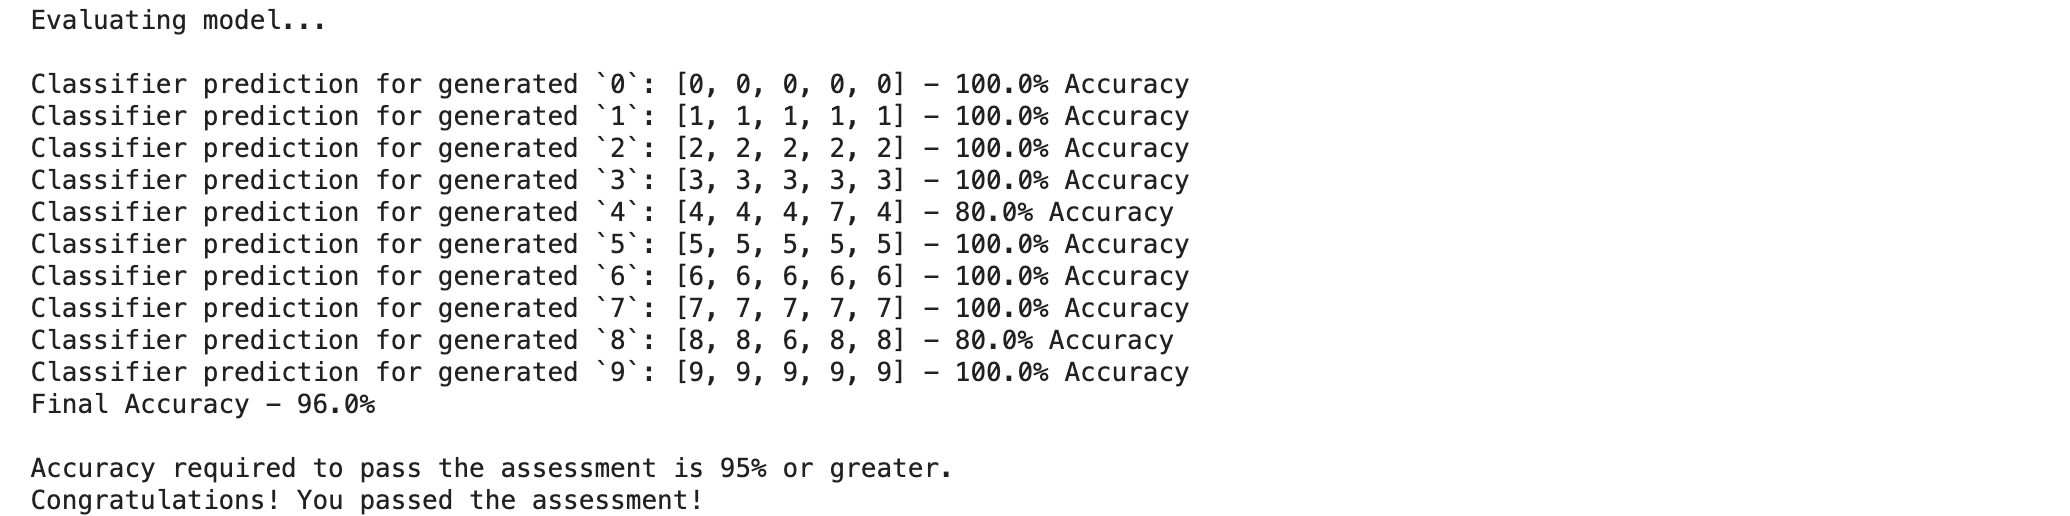 Evaluating model...
Classifier prediction for generated `0`: [0, 0, 0, 0, 0] – 100.0% Accuracy
Classifier prediction for generated `1`: [1, 1, 1, 1, 1] – 100.0% Accuracy
Classifier prediction for generated `2`: [2, 2, 2, 2, 2] – 100.0% Accuracy
Classifier prediction for generated `3`: [3, 3, 3, 3, 3] – 100.0% Accuracy
Classifier prediction for generated `4`: [4, 4, 4, 7, 4] – 80.0% Accuracy
Classifier prediction for generated `5`: [5, 5, 5, 5, 5] – 100.0% Accuracy
Classifier prediction for generated `6`: [6, 6, 6, 6, 6] – 100.0% Accuracy
Classifier prediction for generated `7`: [7, 7, 7, 7, 7] – 100.0% Accuracy
Classifier prediction for generated `8`: [8, 8, 6, 8, 8] – 80.0% Accuracy
Classifier prediction for generated `9`: [9, 9, 9, 9, 9] – 100.0% Accuracy
Final Accuracy – 96.0%
Accuracy required to pass the assessment is 95% or greater.
Congratulations! You passed the assessment!